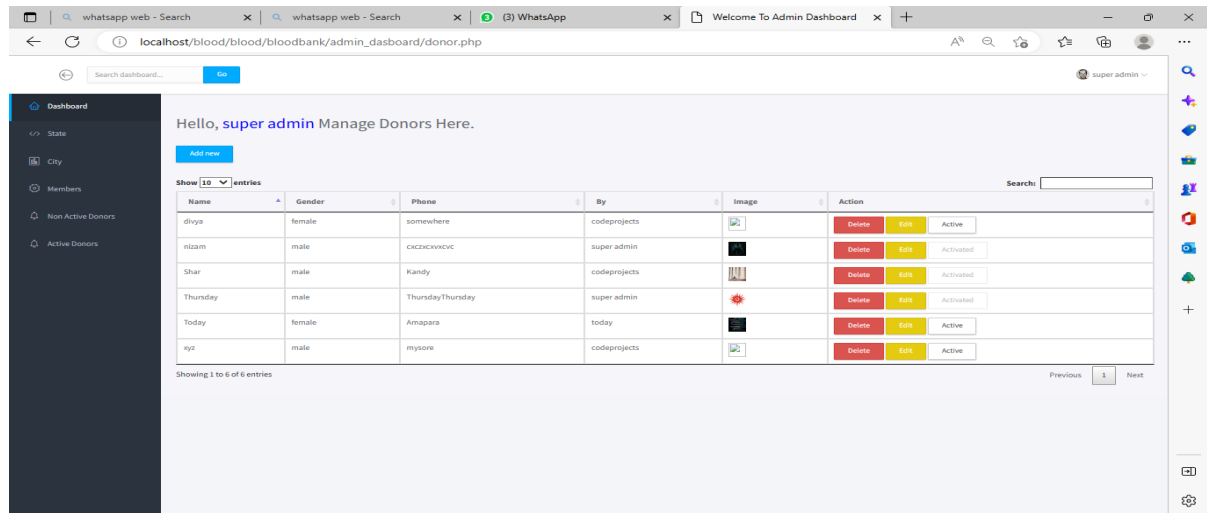 whatsapp web - Search
whatsapp web - Search
3 (3) WhatsApp
Welcome To Admin Dashboard
localhost/blood/blood/bloodbank/admin_dasboard/donor.php
Search dashboard... Go super admin
Dashboard
State
City
Members
Non Active Donors
Active Donors
Hello, super admin Manage Donors Here.
Add new
Show 10 entries Search:
Name Gender Phone By Image Action
divya female somewhere codeprojects Delete Edit Active
nizam male cxczxcxvxcvc super admin Delete Edit Activated
Shar male Kandy codeprojects Delete Edit Activated
Thursday male ThursdayThursday super admin Delete Edit Activated
Today female Amapara today Delete Edit Active
xyz male mysore codeprojects Delete Edit Active
Showing 1 to 6 of 6 entries Previous 1 Next